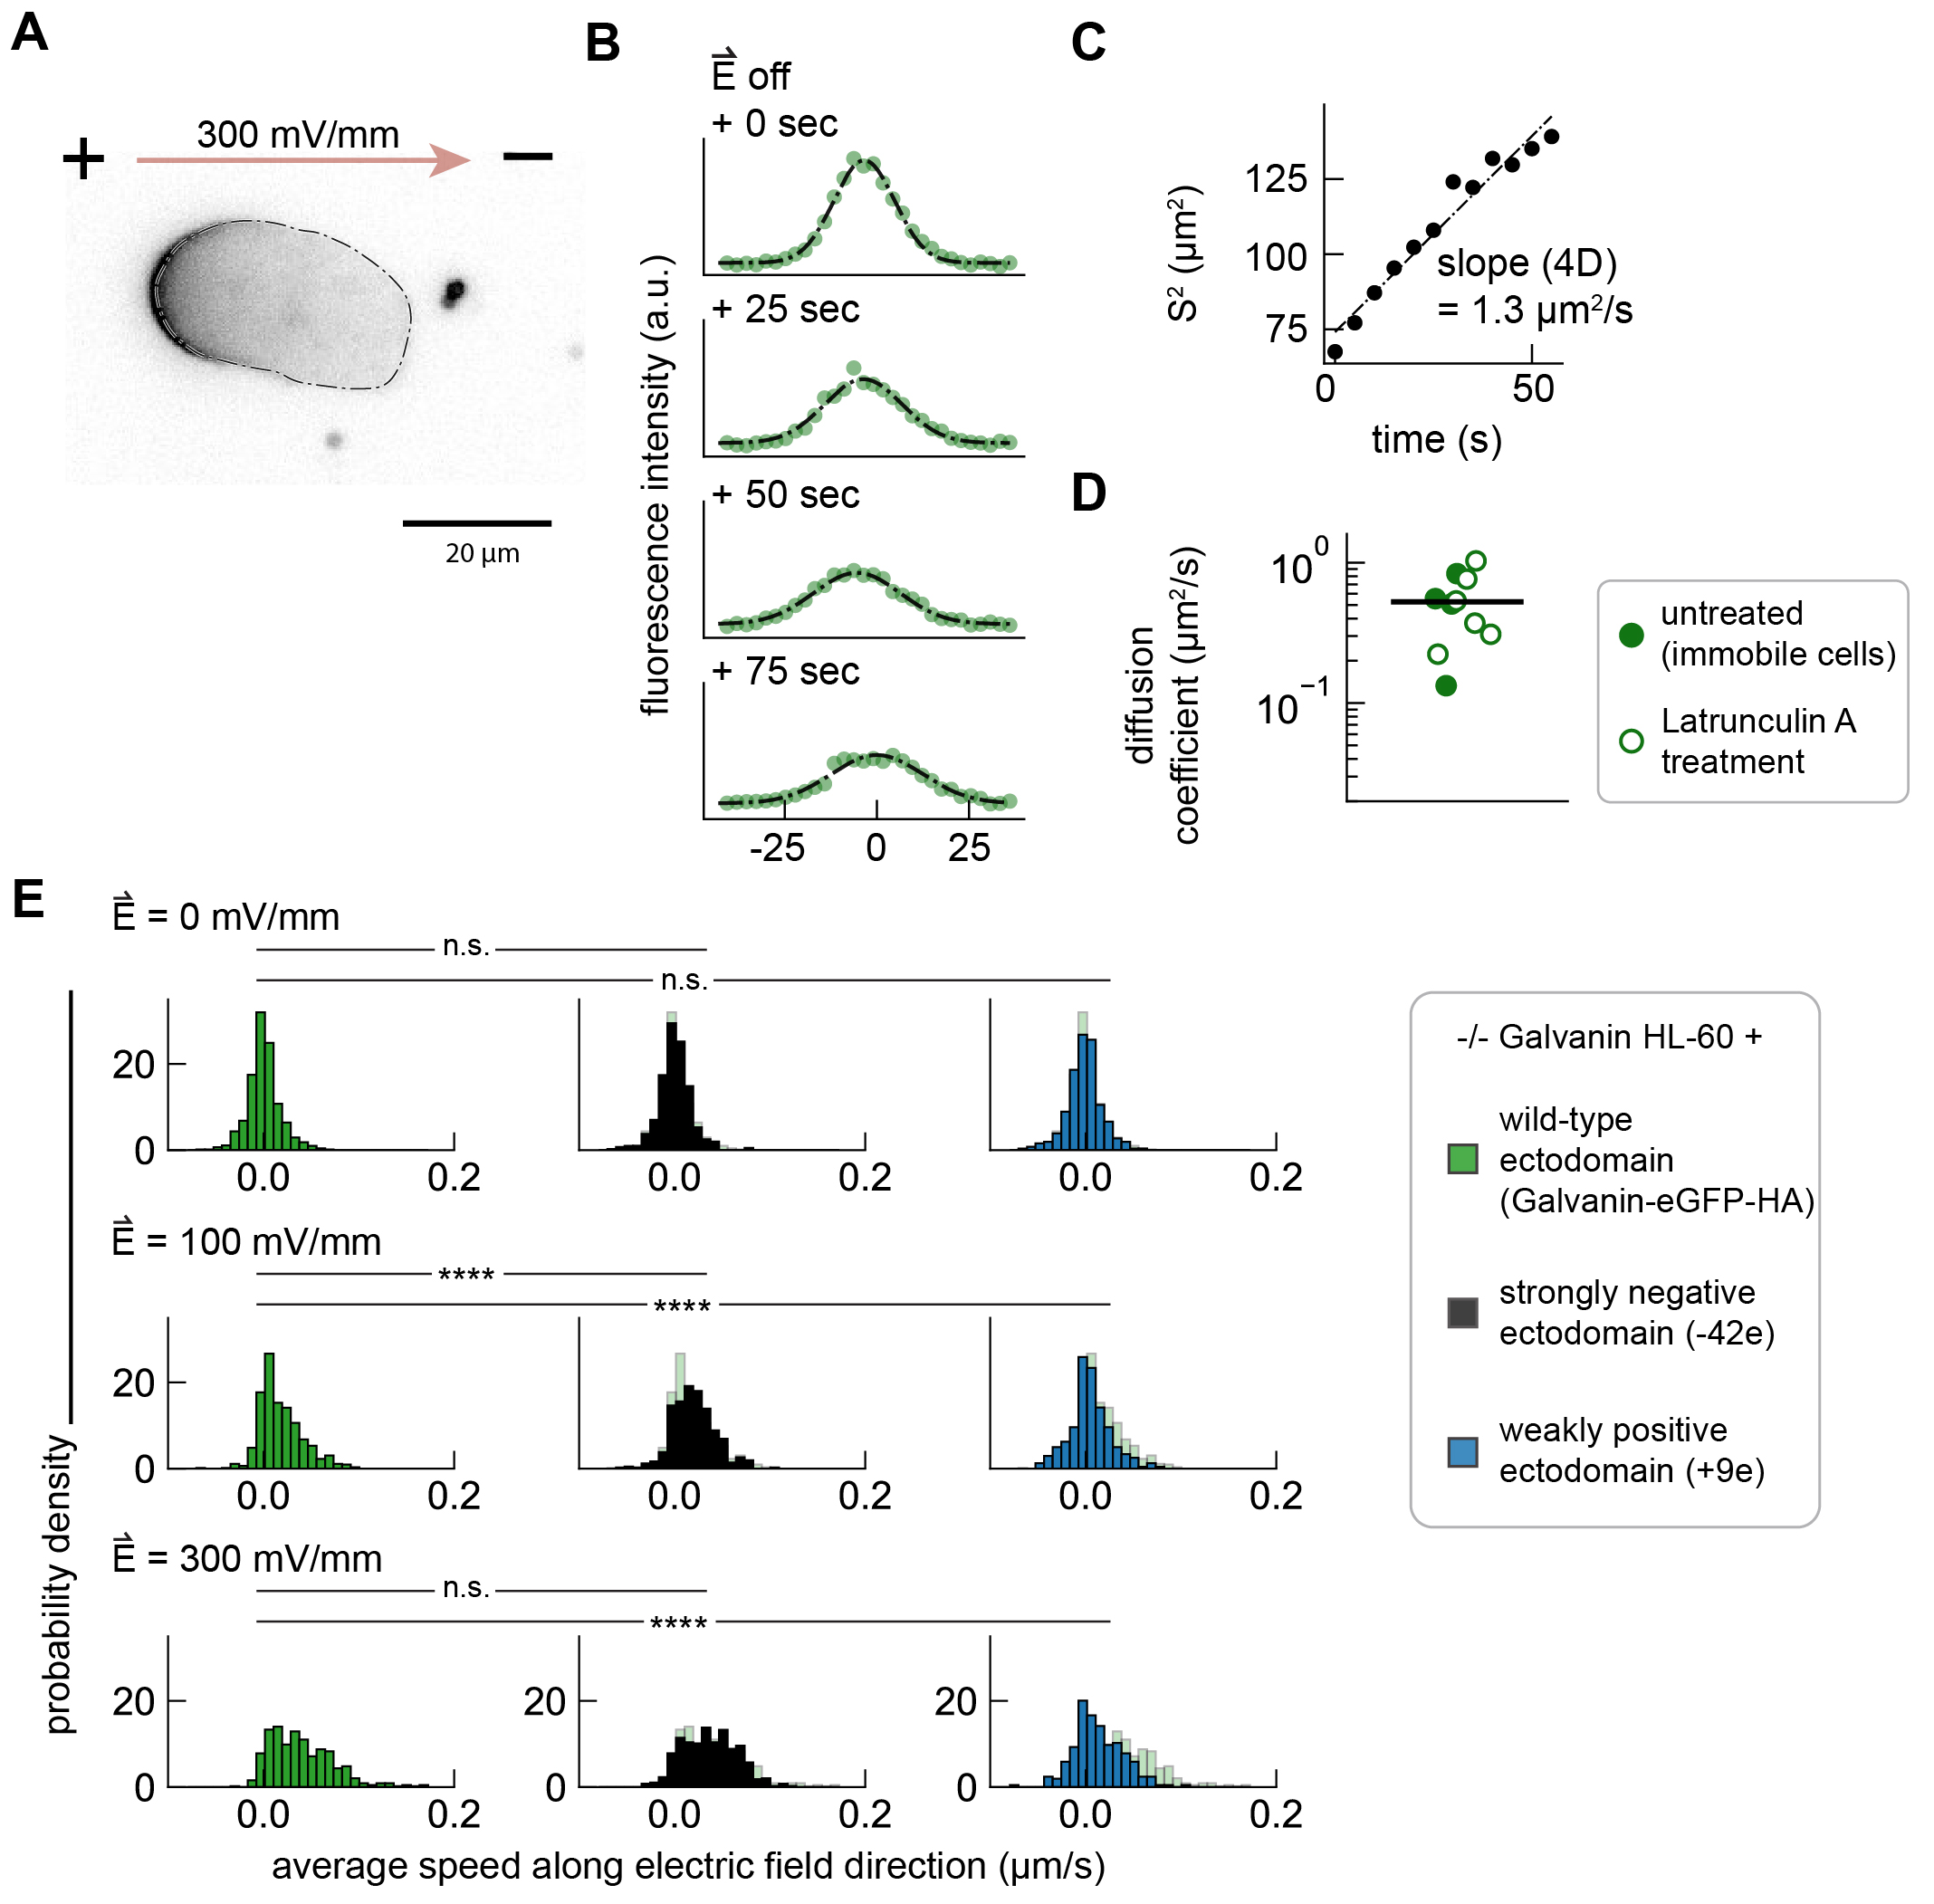 A
300 mV/mm
+
−
20 µm
B
E off
+ 0 sec
+ 25 sec
+ 50 sec
+ 75 sec
fluorescence intensity (a.u.)
-25 0 25
C
S² (µm²)
125
100
75
slope (4D)
= 1.3 µm²/s
0 50
time (s)
D
diffusion
coefficient (µm²/s)
10⁰
10⁻¹
untreated
(immobile cells)
Latrunculin A
treatment
E
E = 0 mV/mm
n.s.
n.s.
20
0
0.0 0.2 0.0 0.2 0.0 0.2
E = 100 mV/mm
****
****
20
0
0.0 0.2 0.0 0.2 0.0 0.2
E = 300 mV/mm
n.s.
****
20 20 20
0 0 0
0.0 0.2 0.0 0.2 0.0 0.2
probability density
average speed along electric field direction (µm/s)
-/- Galvanin HL-60 +
wild-type
ectodomain
(Galvanin-eGFP-HA)
strongly negative
ectodomain (-42e)
weakly positive
ectodomain (+9e)